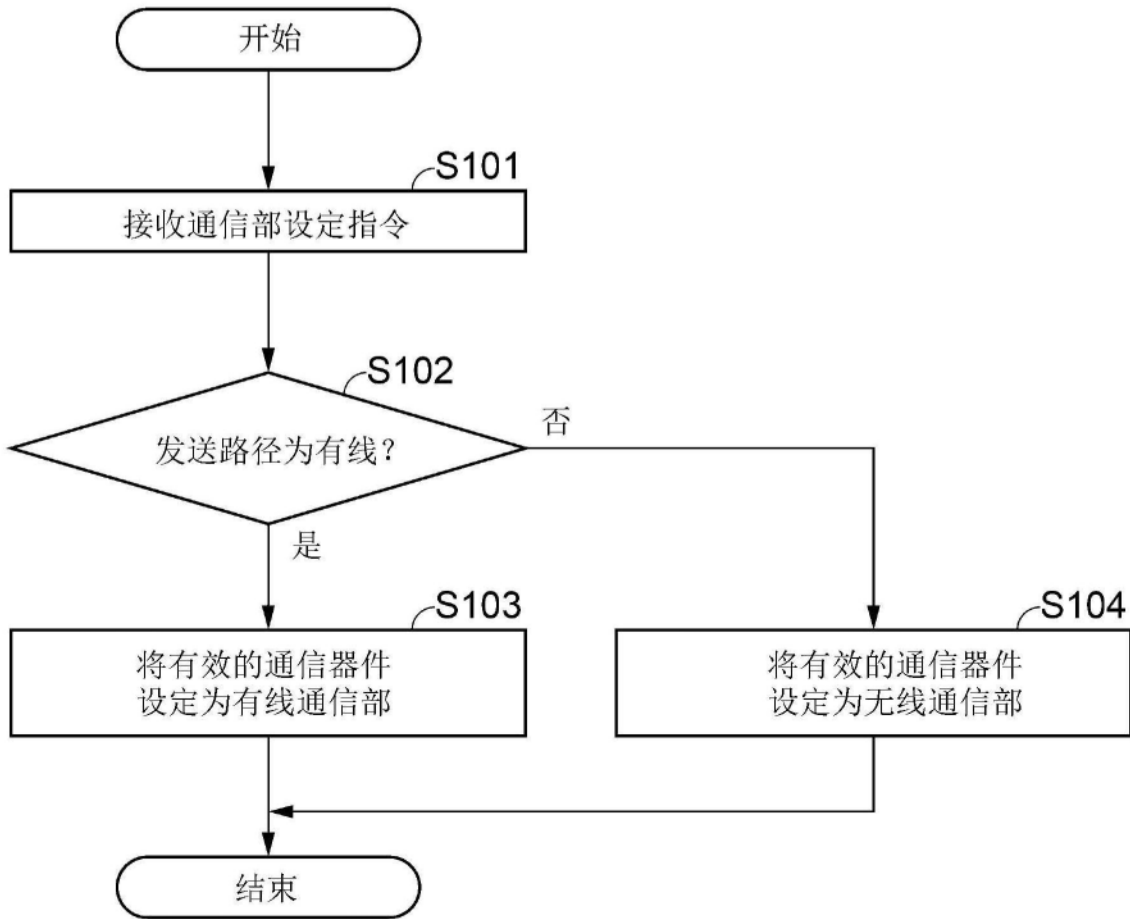 开始
S101
接收通信部设定指令
S102
发送路径为有线？
否
是
S103
将有效的通信器件
设定为有线通信部
S104
将有效的通信器件
设定为无线通信部
结束